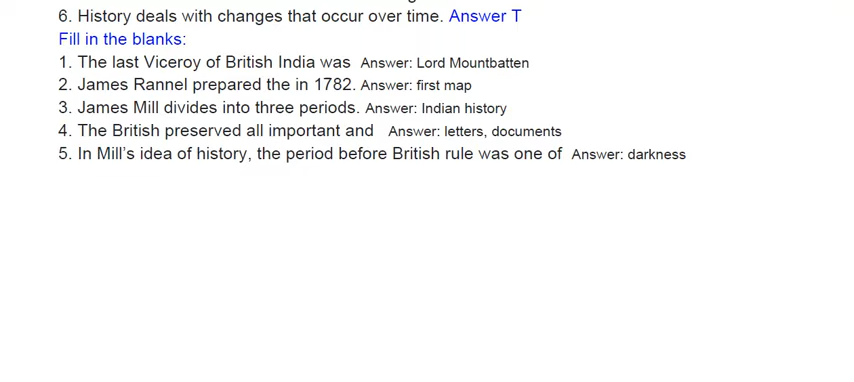 6. History deals with changes that occur over time. Answer T
Fill in the blanks:
1. The last Viceroy of British India was Answer: Lord Mountbatten
2. James Rannel prepared the in 1782. Answer: first map
3. James Mill divides into three periods. Answer: Indian history
4. The British preserved all important and Answer: letters, documents
5. In Mill’s idea of history, the period before British rule was one of Answer: darkness